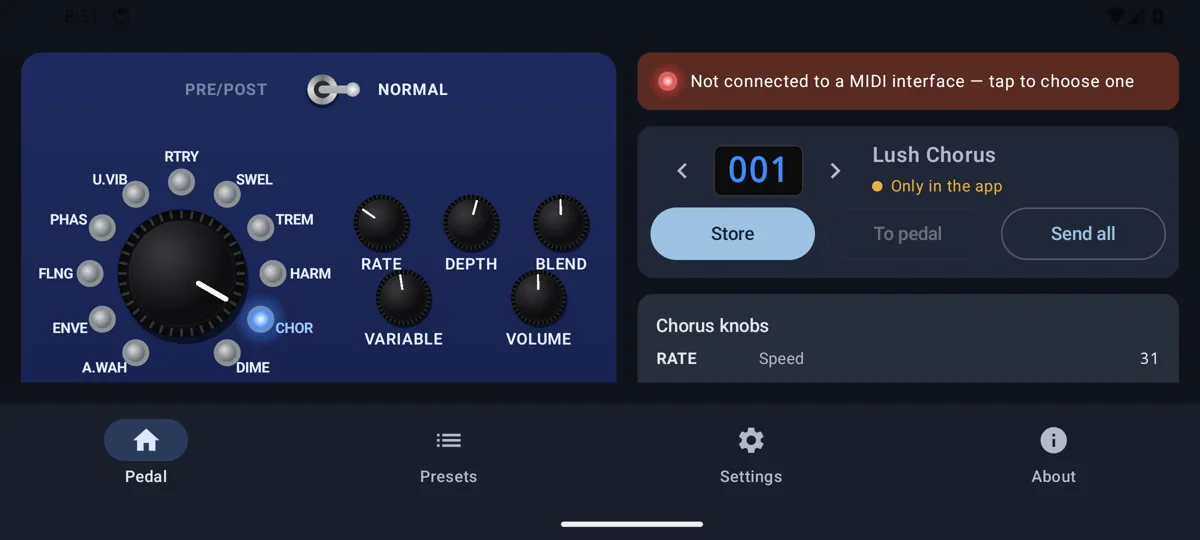 8:51
PRE/POST NORMAL
RTRY
U.VIB SWEL
PHAS TREM
FLNG HARM
ENVE CHOR
A.WAH DIME
RATE DEPTH BLEND
VARIABLE VOLUME
Not connected to a MIDI interface — tap to choose one
001
Lush Chorus
Only in the app
Store To pedal Send all
Chorus knobs
RATE Speed 31
Pedal Presets Settings About